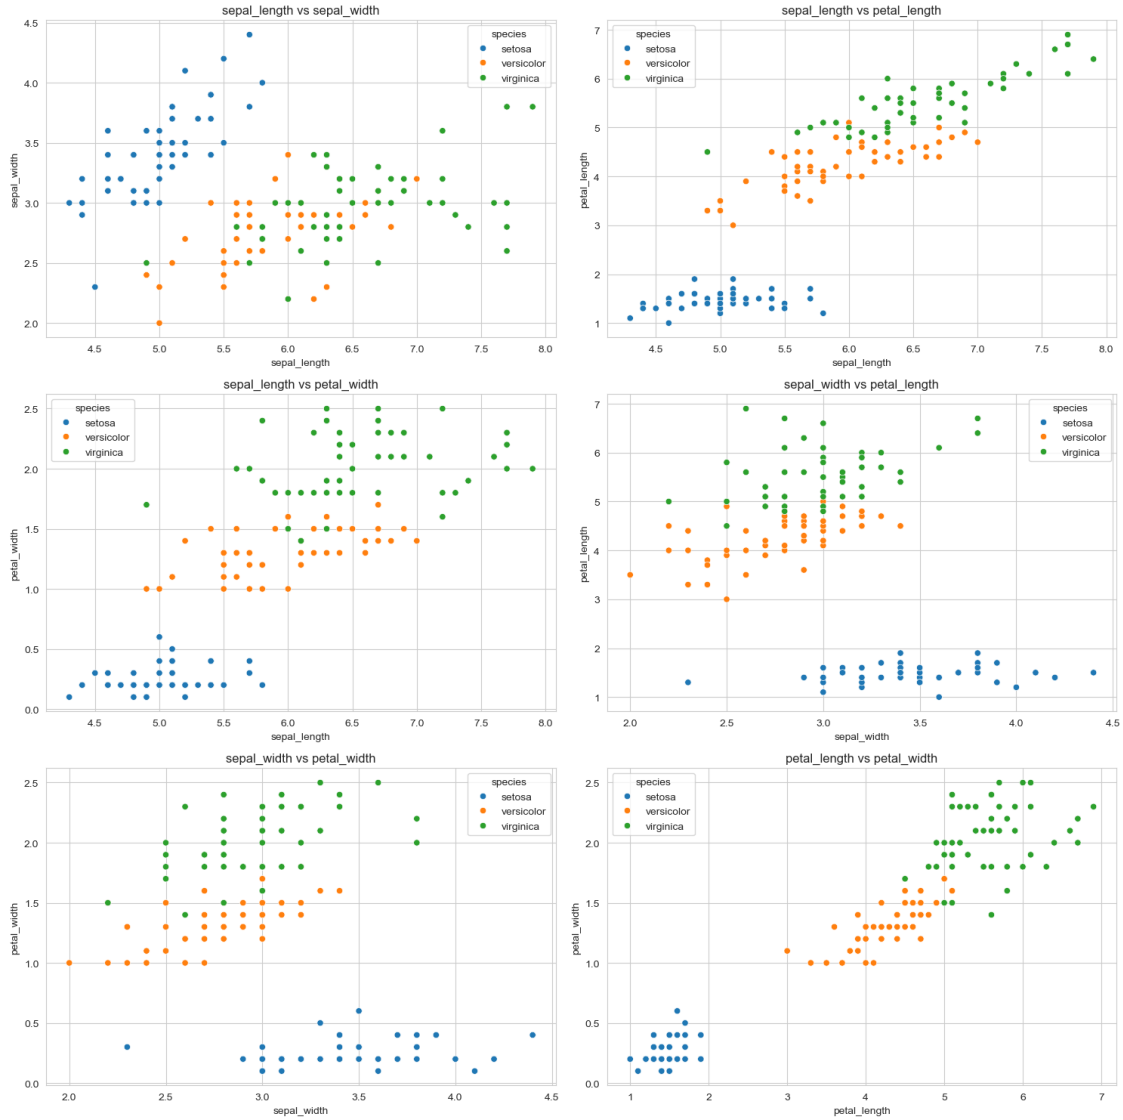 sepal_length vs sepal_width
species
setosa
versicolor
virginica
4.5
4.0
3.5
3.0
2.5
2.0
sepal_width
4.5 5.0 5.5 6.0 6.5 7.0 7.5 8.0
sepal_length
sepal_length vs petal_length
species
setosa
versicolor
virginica
7
6
5
4
3
2
1
petal_length
4.5 5.0 5.5 6.0 6.5 7.0 7.5 8.0
sepal_length
sepal_length vs petal_width
species
setosa
versicolor
virginica
2.5
2.0
1.5
1.0
0.5
0.0
petal_width
4.5 5.0 5.5 6.0 6.5 7.0 7.5 8.0
sepal_length
sepal_width vs petal_length
species
setosa
versicolor
virginica
7
6
5
4
3
2
1
petal_length
2.0 2.5 3.0 3.5 4.0 4.5
sepal_width
sepal_width vs petal_width
species
setosa
versicolor
virginica
2.5
2.0
1.5
1.0
0.5
0.0
petal_width
2.0 2.5 3.0 3.5 4.0 4.5
sepal_width
petal_length vs petal_width
species
setosa
versicolor
virginica
2.5
2.0
1.5
1.0
0.5
0.0
petal_width
1 2 3 4 5 6 7
petal_length